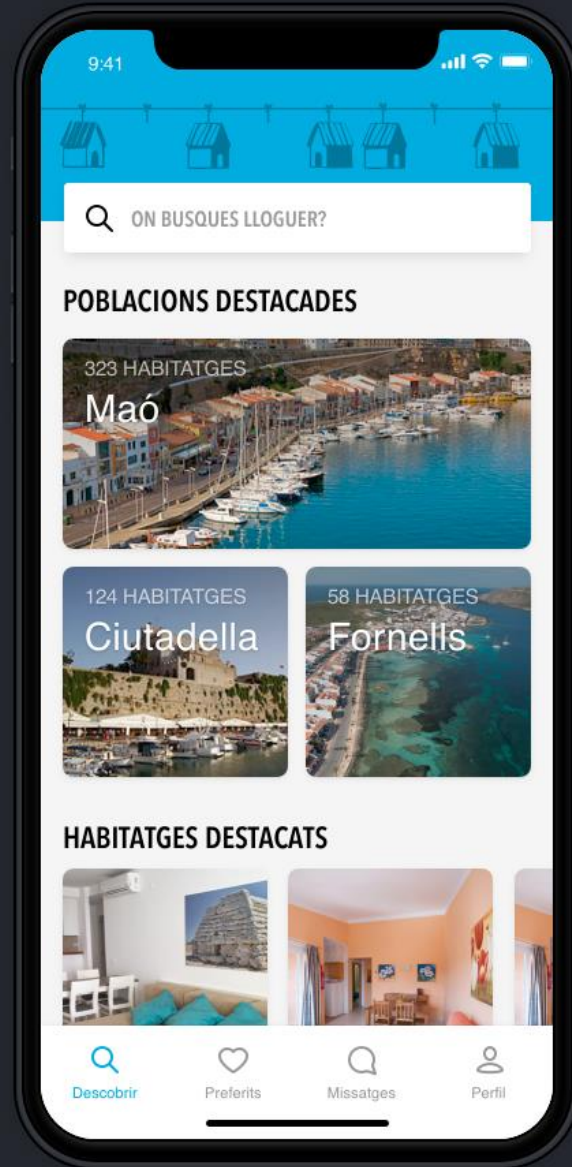 9:41
ON BUSQUES LLOGUER?
POBLACIONS DESTACADES
323 HABITATGES
Maó
124 HABITATGES
Ciutadella
58 HABITATGES
Fornells
HABITATGES DESTACATS
Descobrir
Preferits
Missatges
Perfil